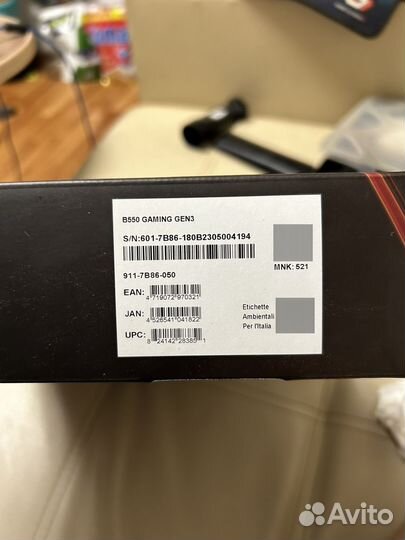 B550 GAMING GEN3
S/N:601-7B86-180B2305004194
MNK: 521
911-7B86-050
EAN:
4 719072 970321
JAN:
4 526541 041822
UPC:
8 24142 28385 1
Etichette
Ambientali
Per l'Italia
Avito